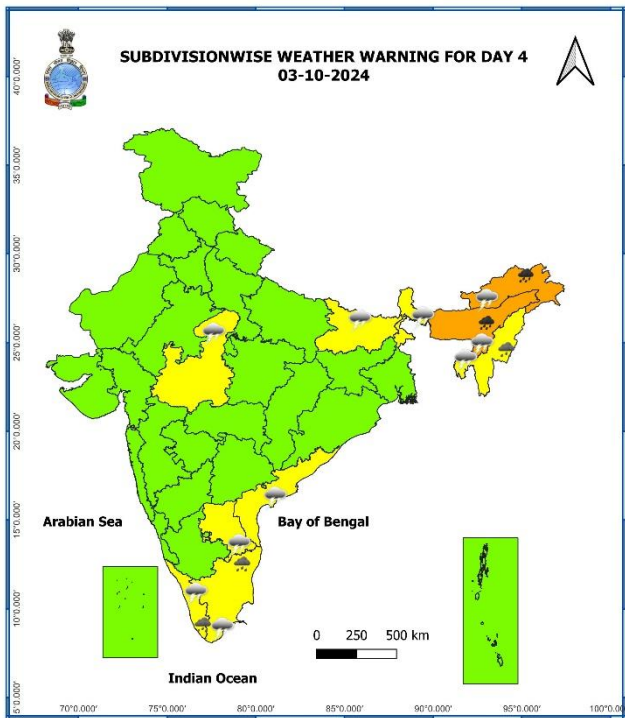 SUBDIVISIONWISE WEATHER WARNING FOR DAY 4
03-10-2024
40°0.000'
35°0.000'
30°0.000'
25°0.000'
20°0.000'
15°0.000'
10°0.000'
5°0.000'
Arabian Sea
Bay of Bengal
0 250 500 km
Indian Ocean
70°0.000' 75°0.000' 80°0.000' 85°0.000' 90°0.000' 95°0.000' 100°0.000'